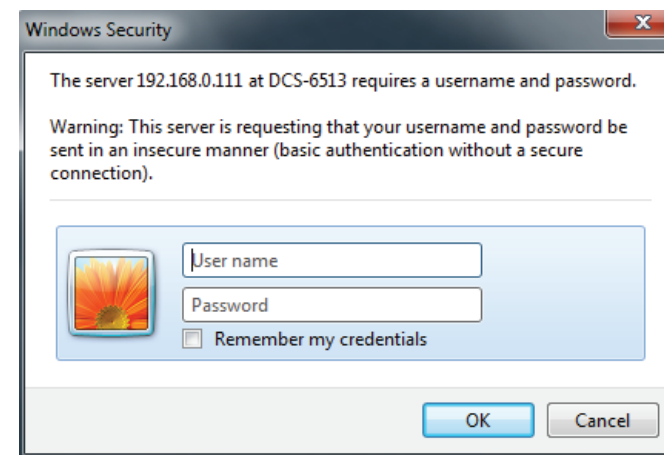 Windows Security
The server 192.168.0.111 at DCS-6513 requires a username and password.
Warning: This server is requesting that your username and password be
sent in an insecure manner (basic authentication without a secure
connection).
User name
Password
Remember my credentials
OK Cancel